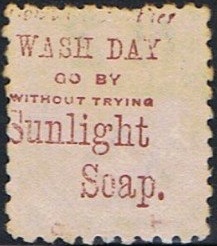 WASH DAY
GO BY
WITHOUT TRYING
Sunlight
Soap.